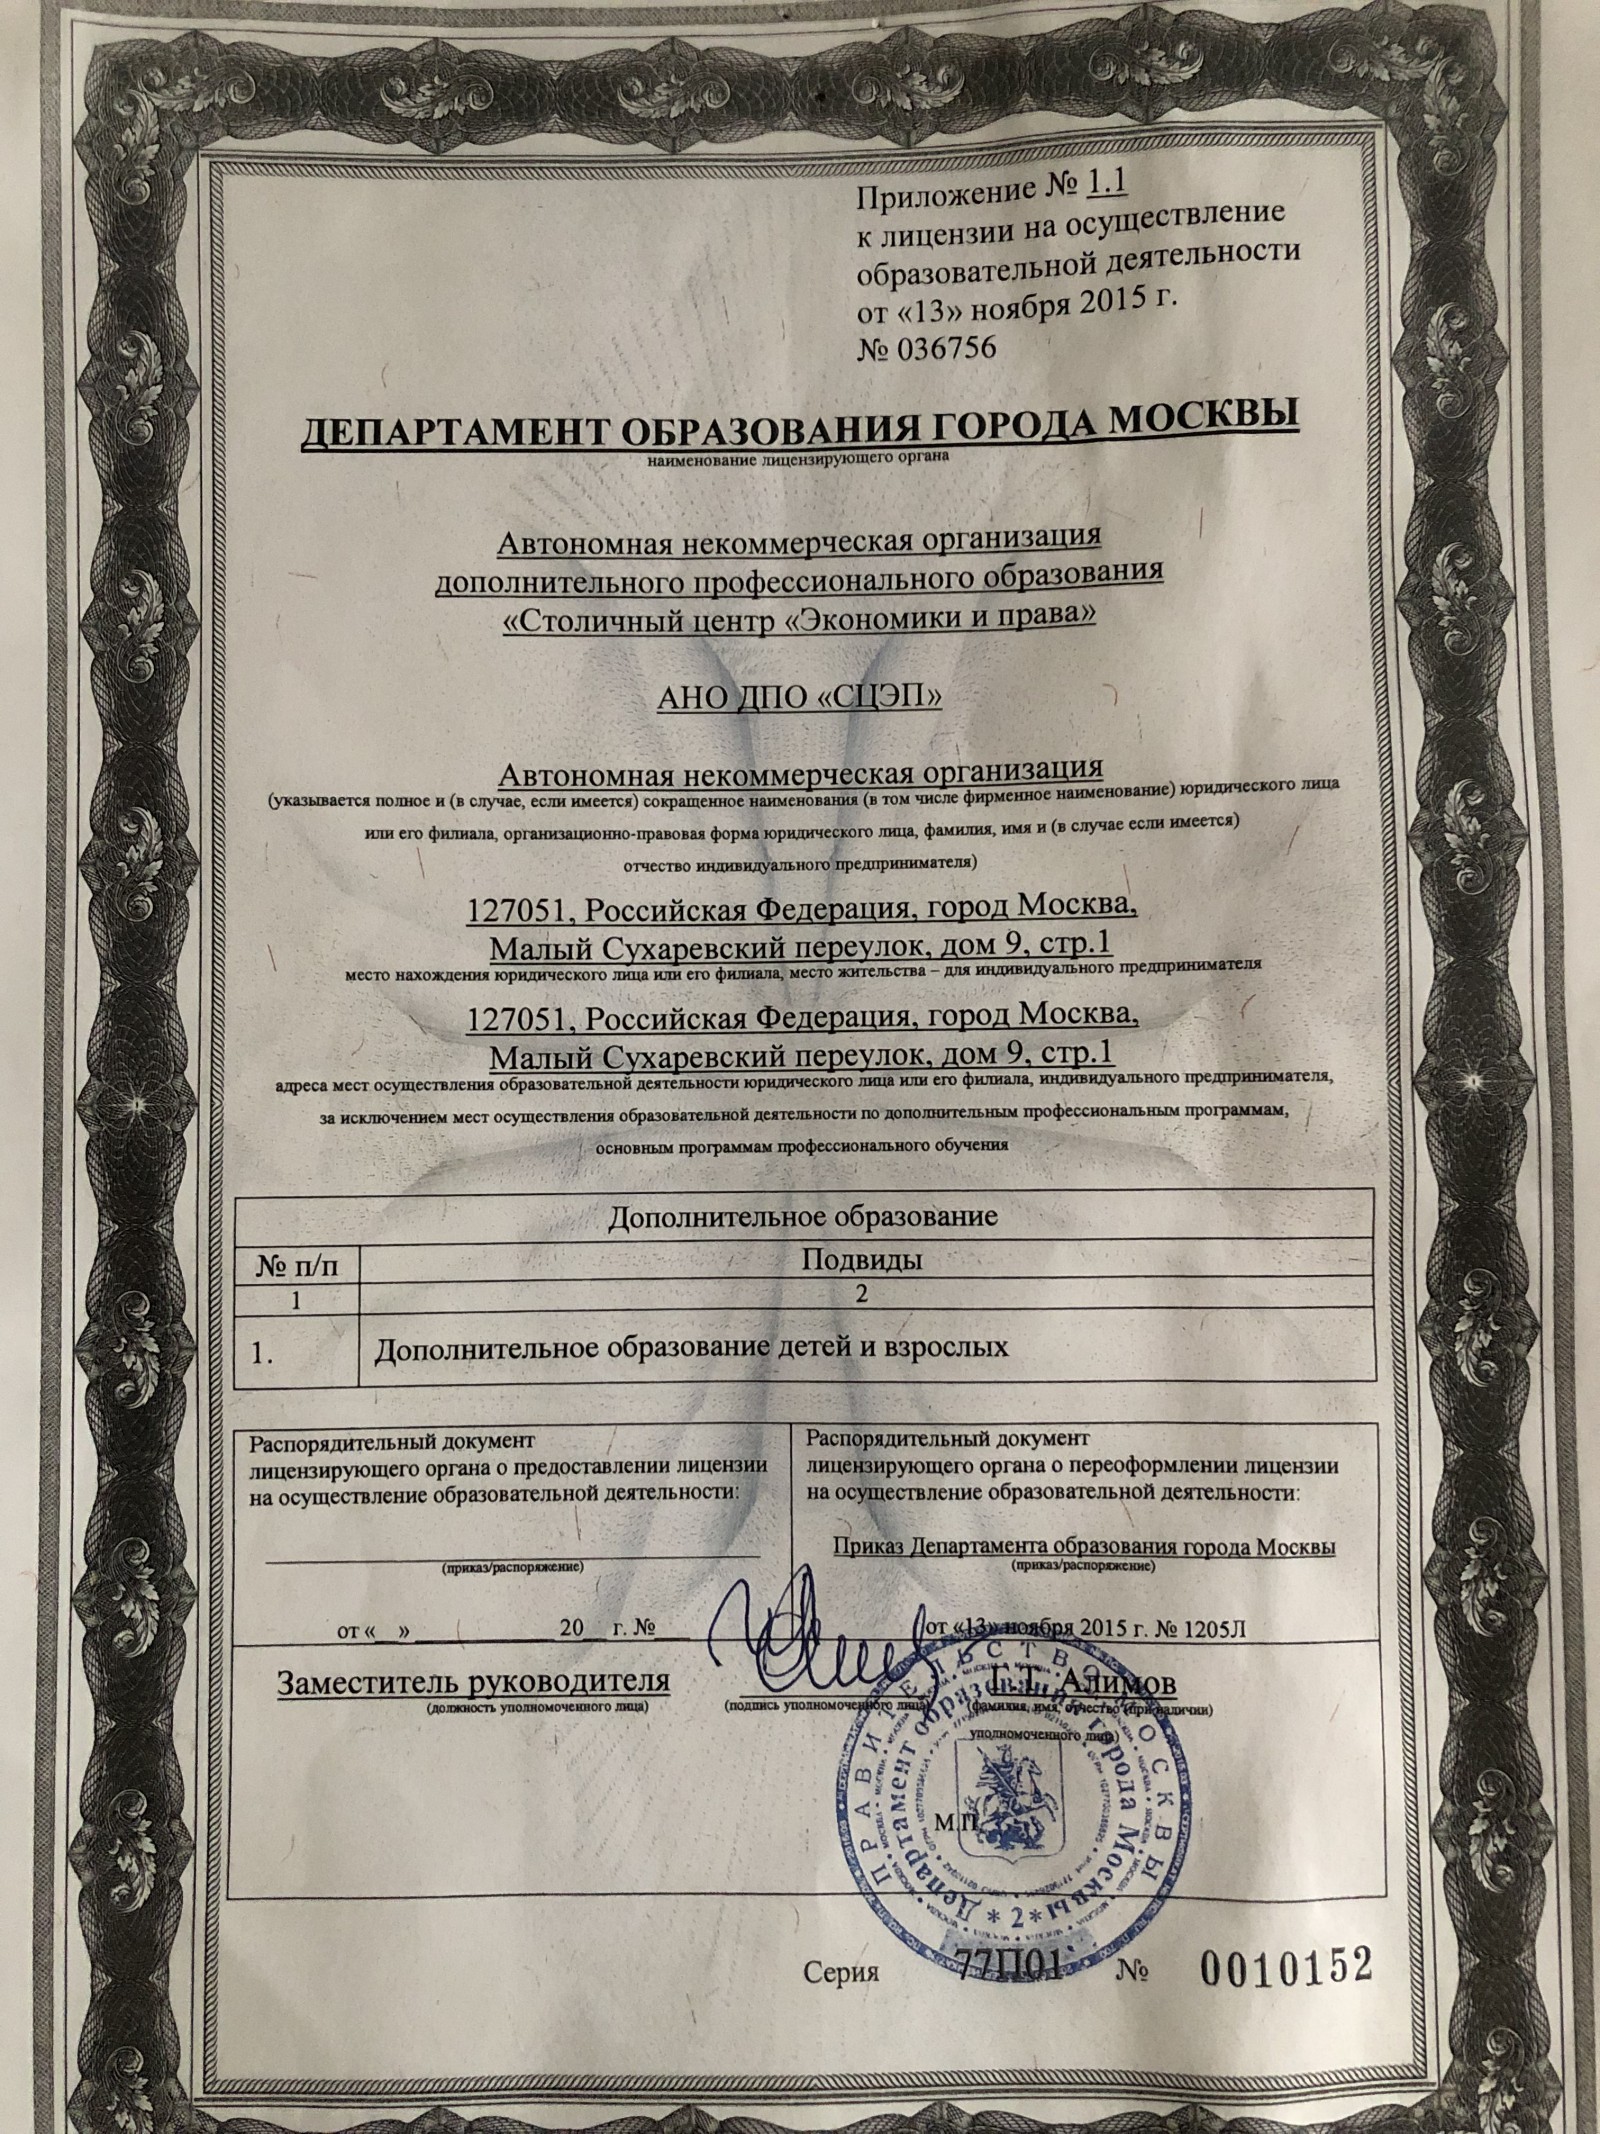 Приложение № 1.1
к лицензии на осуществление
образовательной деятельности
от «13» ноября 2015 г.
№ 036756
ДЕПАРТАМЕНТ ОБРАЗОВАНИЯ ГОРОДА МОСКВЫ
наименование лицензирующего органа
Автономная некоммерческая организация
дополнительного профессионального образования
«Столичный центр «Экономики и права»
АНО ДПО «СЦЭП»
Автономная некоммерческая организация
(указывается полное и (в случае, если имеется) сокращенное наименования (в том числе фирменное наименование) юридического лица
или его филиала, организационно-правовая форма юридического лица, фамилия, имя и (в случае если имеется)
отчество индивидуального предпринимателя)
127051, Российская Федерация, город Москва,
Малый Сухаревский переулок, дом 9, стр.1
место нахождения юридического лица или его филиала, место жительства – для индивидуального предпринимателя
127051, Российская Федерация, город Москва,
Малый Сухаревский переулок, дом 9, стр.1
адреса мест осуществления образовательной деятельности юридического лица или его филиала, индивидуального предпринимателя,
за исключением мест осуществления образовательной деятельности по дополнительным профессиональным программам,
основным программам профессионального обучения
Дополнительное образование
№ п/п Подвиды
1 2
1. Дополнительное образование детей и взрослых
Распорядительный документ
лицензирующего органа о предоставлении лицензии
на осуществление образовательной деятельности:
(приказ/распоряжение)
от «__» ____________ 20__ г. №___
Распорядительный документ
лицензирующего органа о переоформлении лицензии
на осуществление образовательной деятельности:
Приказ Департамента образования города Москвы
(приказ/распоряжение)
от «13» ноября 2015 г. № 1205Л
Заместитель руководителя
(должность уполномоченного лица)
(подпись уполномоченного лица)
Г.Т. Алимов
(фамилия, имя, отчество (при наличии)
уполномоченного лица)
М.П.
ПРАВИТЕЛЬСТВО МОСКВЫ
Департамент образования города Москвы
* 2 *
Серия 77П01 № 0010152